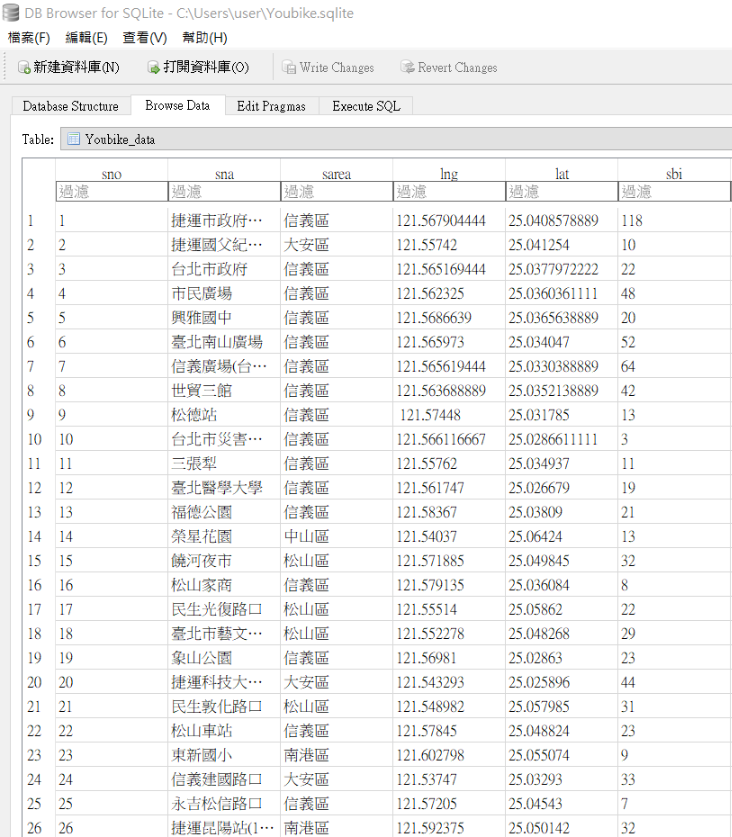 DB Browser for SQLite - C:\Users\user\Youbike.sqlite
檔案(F) 編輯(E) 查看(V) 幫助(H)
新建資料庫(N) 打開資料庫(O) Write Changes Revert Changes
Database Structure Browse Data Edit Pragmas Execute SQL
Table: Youbike_data
sno sna sarea lng lat sbi
過濾 過濾 過濾 過濾 過濾 過濾
1 1 捷運市政府… 信義區 121.567904444 25.0408578889 118
2 2 捷運國父紀… 大安區 121.55742 25.041254 10
3 3 台北市政府 信義區 121.565169444 25.0377972222 22
4 4 市民廣場 信義區 121.562325 25.0360361111 48
5 5 興雅國中 信義區 121.5686639 25.0365638889 20
6 6 臺北南山廣場 信義區 121.565973 25.034047 52
7 7 信義廣場(台… 信義區 121.565619444 25.0330388889 64
8 8 世貿三館 信義區 121.563688889 25.0352138889 42
9 9 松德站 信義區 121.57448 25.031785 13
10 10 台北市災害… 信義區 121.566116667 25.0286611111 3
11 11 三張犁 信義區 121.55762 25.034937 11
12 12 臺北醫學大學 信義區 121.561747 25.026679 19
13 13 福德公園 信義區 121.58367 25.03809 21
14 14 榮星花園 中山區 121.54037 25.06424 13
15 15 饒河夜市 松山區 121.571885 25.049845 32
16 16 松山家商 信義區 121.579135 25.036084 8
17 17 民生光復路口 松山區 121.55514 25.05862 22
18 18 臺北市藝文… 松山區 121.552278 25.048268 29
19 19 象山公園 信義區 121.56981 25.02863 23
20 20 捷運科技大… 大安區 121.543293 25.025896 44
21 21 民生敦化路口 松山區 121.548982 25.057985 31
22 22 松山車站 信義區 121.57845 25.048824 23
23 23 東新國小 南港區 121.602798 25.055074 9
24 24 信義建國路口 大安區 121.53747 25.03293 33
25 25 永吉松信路口 信義區 121.57205 25.04543 7
26 26 捷運昆陽站(1… 南港區 121.592375 25.050142 32